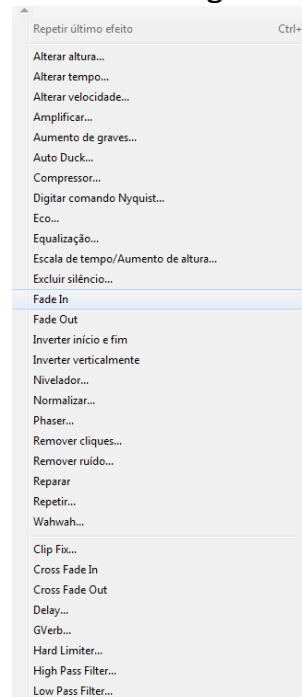 Repetir último efeito Ctrl+
Alterar altura...
Alterar tempo...
Alterar velocidade...
Amplificar...
Aumento de graves...
Auto Duck...
Compressor...
Digitar comando Nyquist...
Eco...
Equalização...
Escala de tempo/Aumento de altura...
Excluir silêncio...
Fade In
Fade Out
Inverter início e fim
Inverter verticalmente
Nivelador...
Normalizar...
Phaser...
Remover cliques...
Remover ruído...
Reparar
Repetir...
Wahwah...
Clip Fix...
Cross Fade In
Cross Fade Out
Delay...
GVerb...
Hard Limiter...
High Pass Filter...
Low Pass Filter...